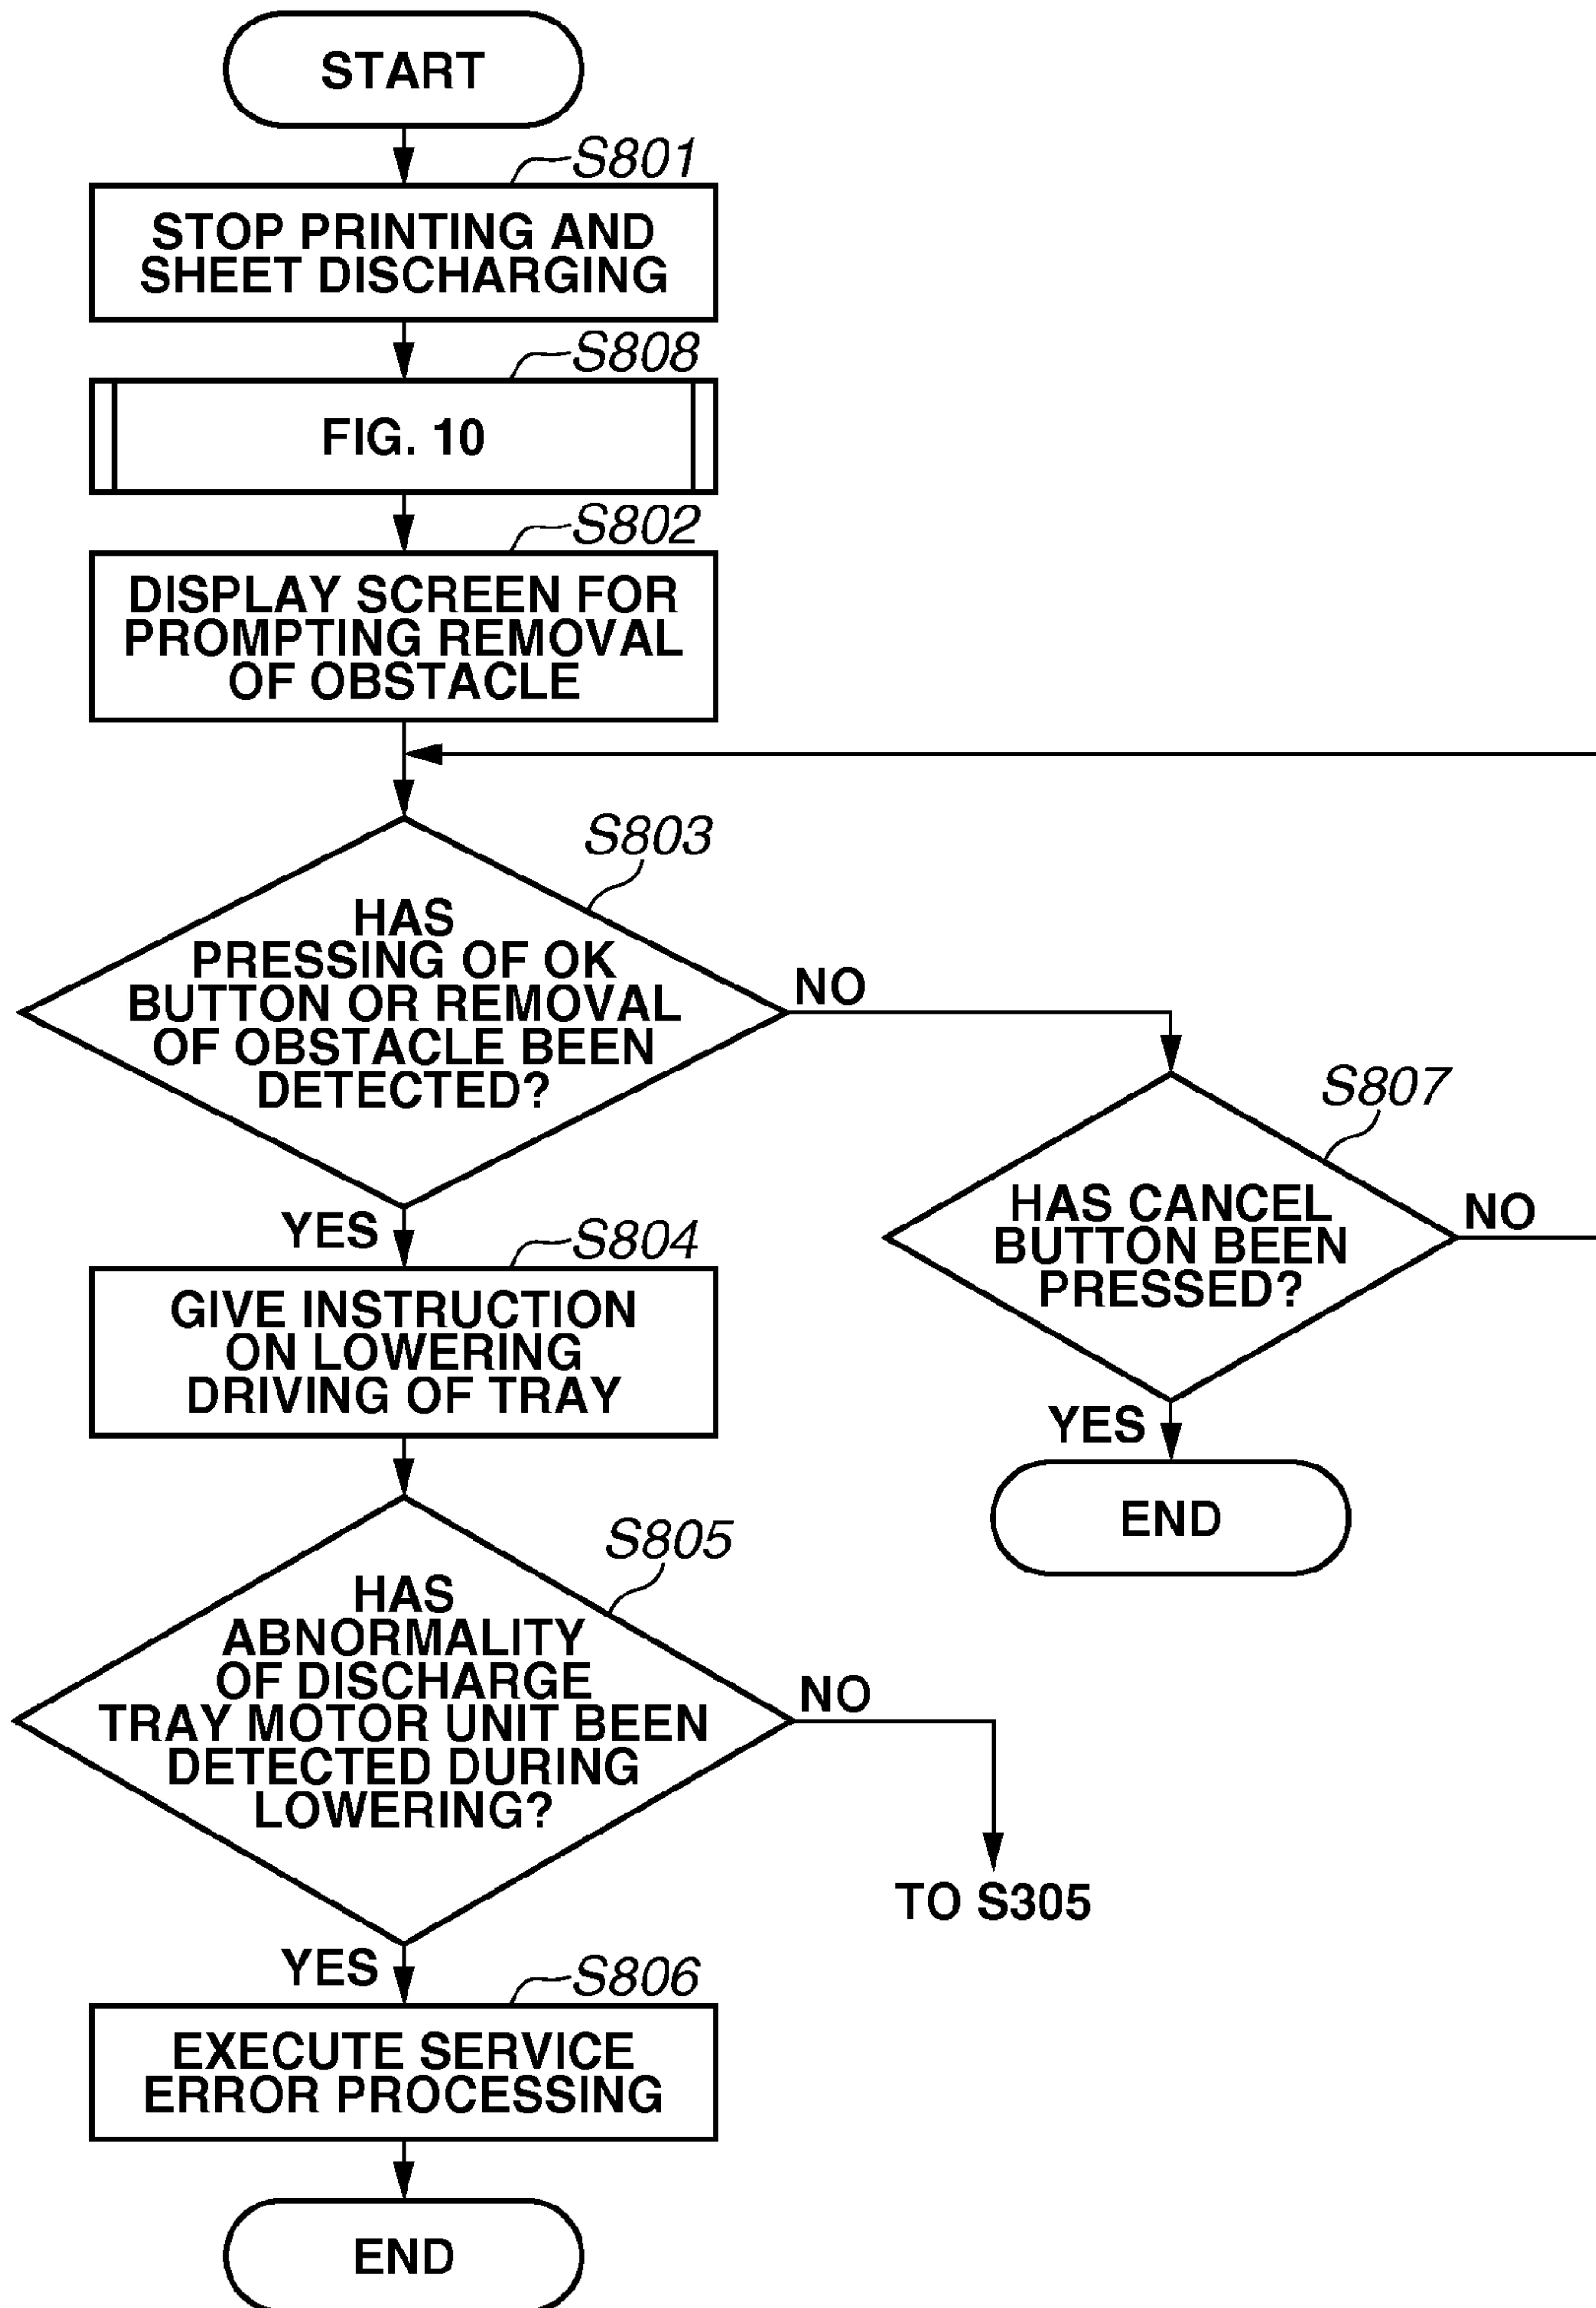 START
S801
STOP PRINTING AND
SHEET DISCHARGING
S808
FIG. 10
S802
DISPLAY SCREEN FOR
PROMPTING REMOVAL
OF OBSTACLE
S803
HAS
PRESSING OF OK
BUTTON OR REMOVAL
OF OBSTACLE BEEN
DETECTED?
NO
S807
HAS CANCEL
BUTTON BEEN
PRESSED?
NO
YES
END
YES
S804
GIVE INSTRUCTION
ON LOWERING
DRIVING OF TRAY
S805
HAS
ABNORMALITY
OF DISCHARGE
TRAY MOTOR UNIT BEEN
DETECTED DURING
LOWERING?
NO
TO S305
YES
S806
EXECUTE SERVICE
ERROR PROCESSING
END